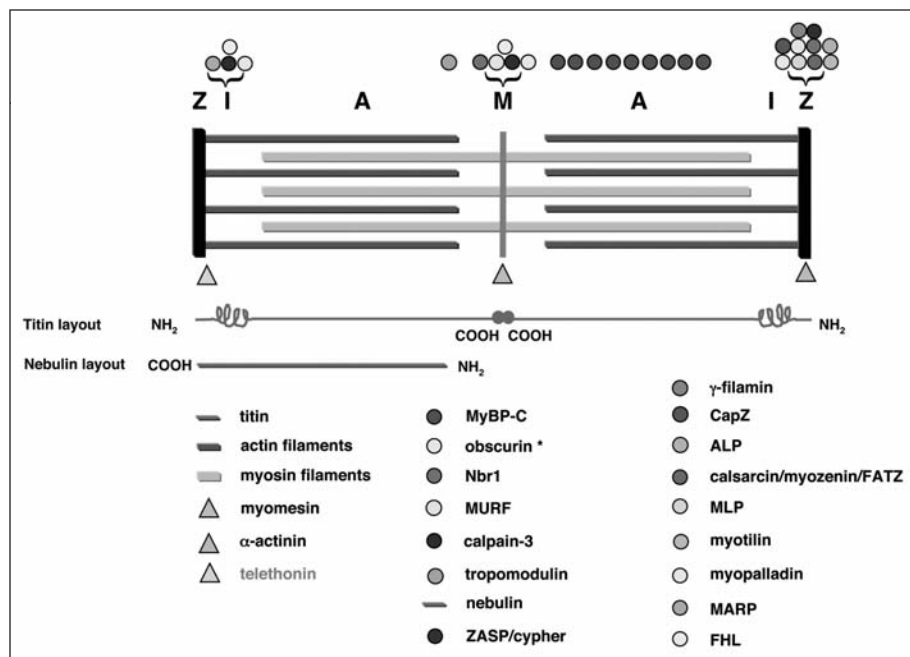 Z I A M A I Z
Titin layout NH2 COOH COOH NH2
Nebulin layout COOH NH2
titin
actin filaments
myosin filaments
myomesin
α-actinin
telethonin
MyBP-C
obscurin *
Nbr1
MURF
calpain-3
tropomodulin
nebulin
ZASP/cypher
γ-filamin
CapZ
ALP
calsarcin/myozenin/FATZ
MLP
myotilin
myopalladin
MARP
FHL